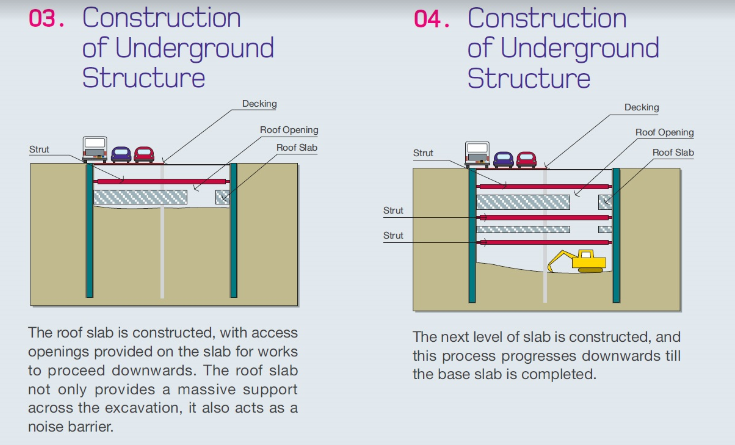 03. Construction
of Underground
Structure
Decking
Roof Opening
Strut
Roof Slab
The roof slab is constructed, with access
openings provided on the slab for works
to proceed downwards. The roof slab
not only provides a massive support
across the excavation, it also acts as a
noise barrier.
04. Construction
of Underground
Structure
Decking
Roof Opening
Strut
Roof Slab
Strut
Strut
The next level of slab is constructed, and
this process progresses downwards till
the base slab is completed.